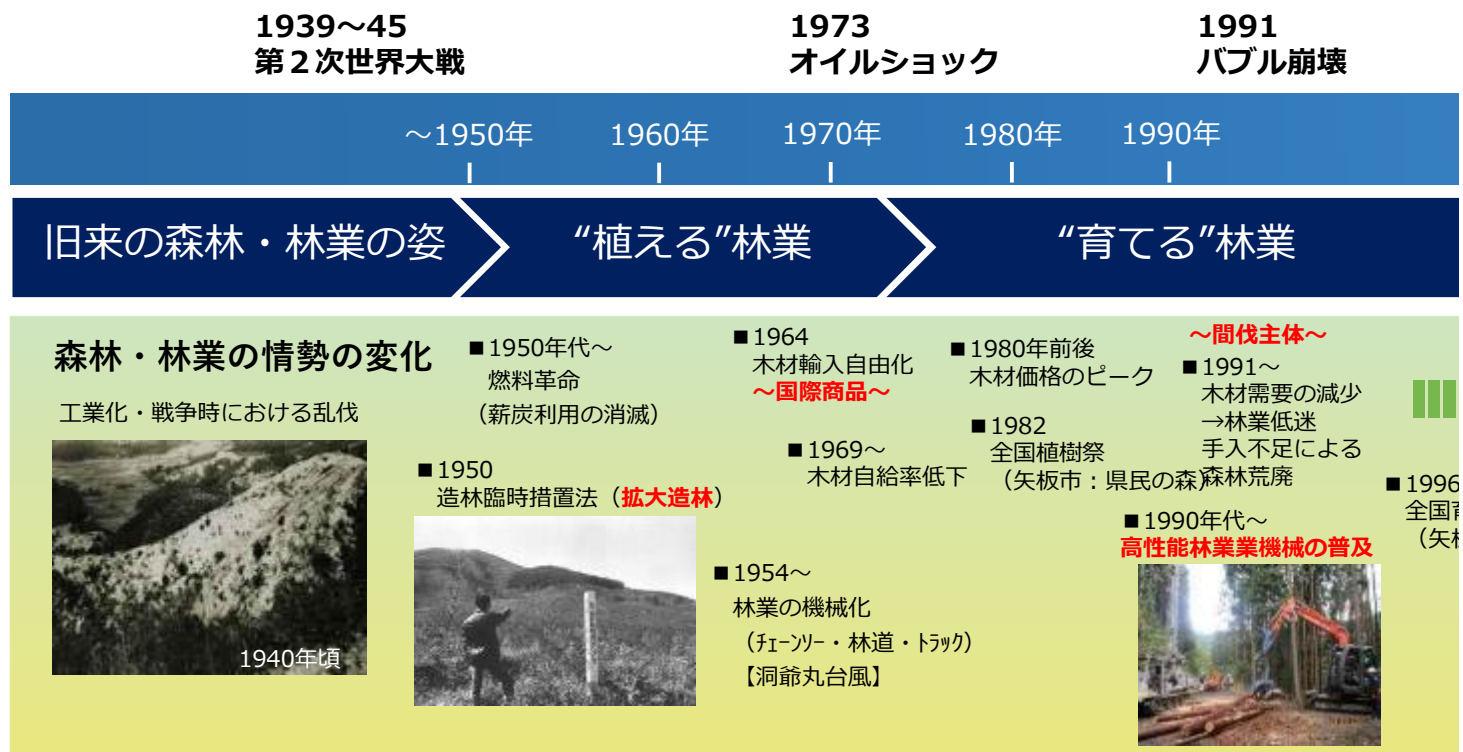 1939～45
第２次世界大戦
1973
オイルショック
1991
バブル崩壊
～1950年
1960年
1970年
1980年
1990年
旧来の森林・林業の姿
“植える”林業
“育てる”林業
森林・林業の情勢の変化
工業化・戦争時における乱伐
1940年頃
■1950年代～
燃料革命
（薪炭利用の消滅）
■1950
造林臨時措置法（拡大造林）
■1964
木材輸入自由化
～国際商品～
■1969～
木材自給率低下
■1954～
林業の機械化
（ﾁｪｰﾝソー・林道・ﾄﾗｯｸ）
【洞爺丸台風】
■1980年前後
木材価格のピーク
■1982
全国植樹祭
（矢板市：県民の森）
～間伐主体～
■1991～
木材需要の減少
→林業低迷
手入不足による
森林荒廃
■1990年代～
高性能林業業機械の普及
■1996
全国育
（矢板